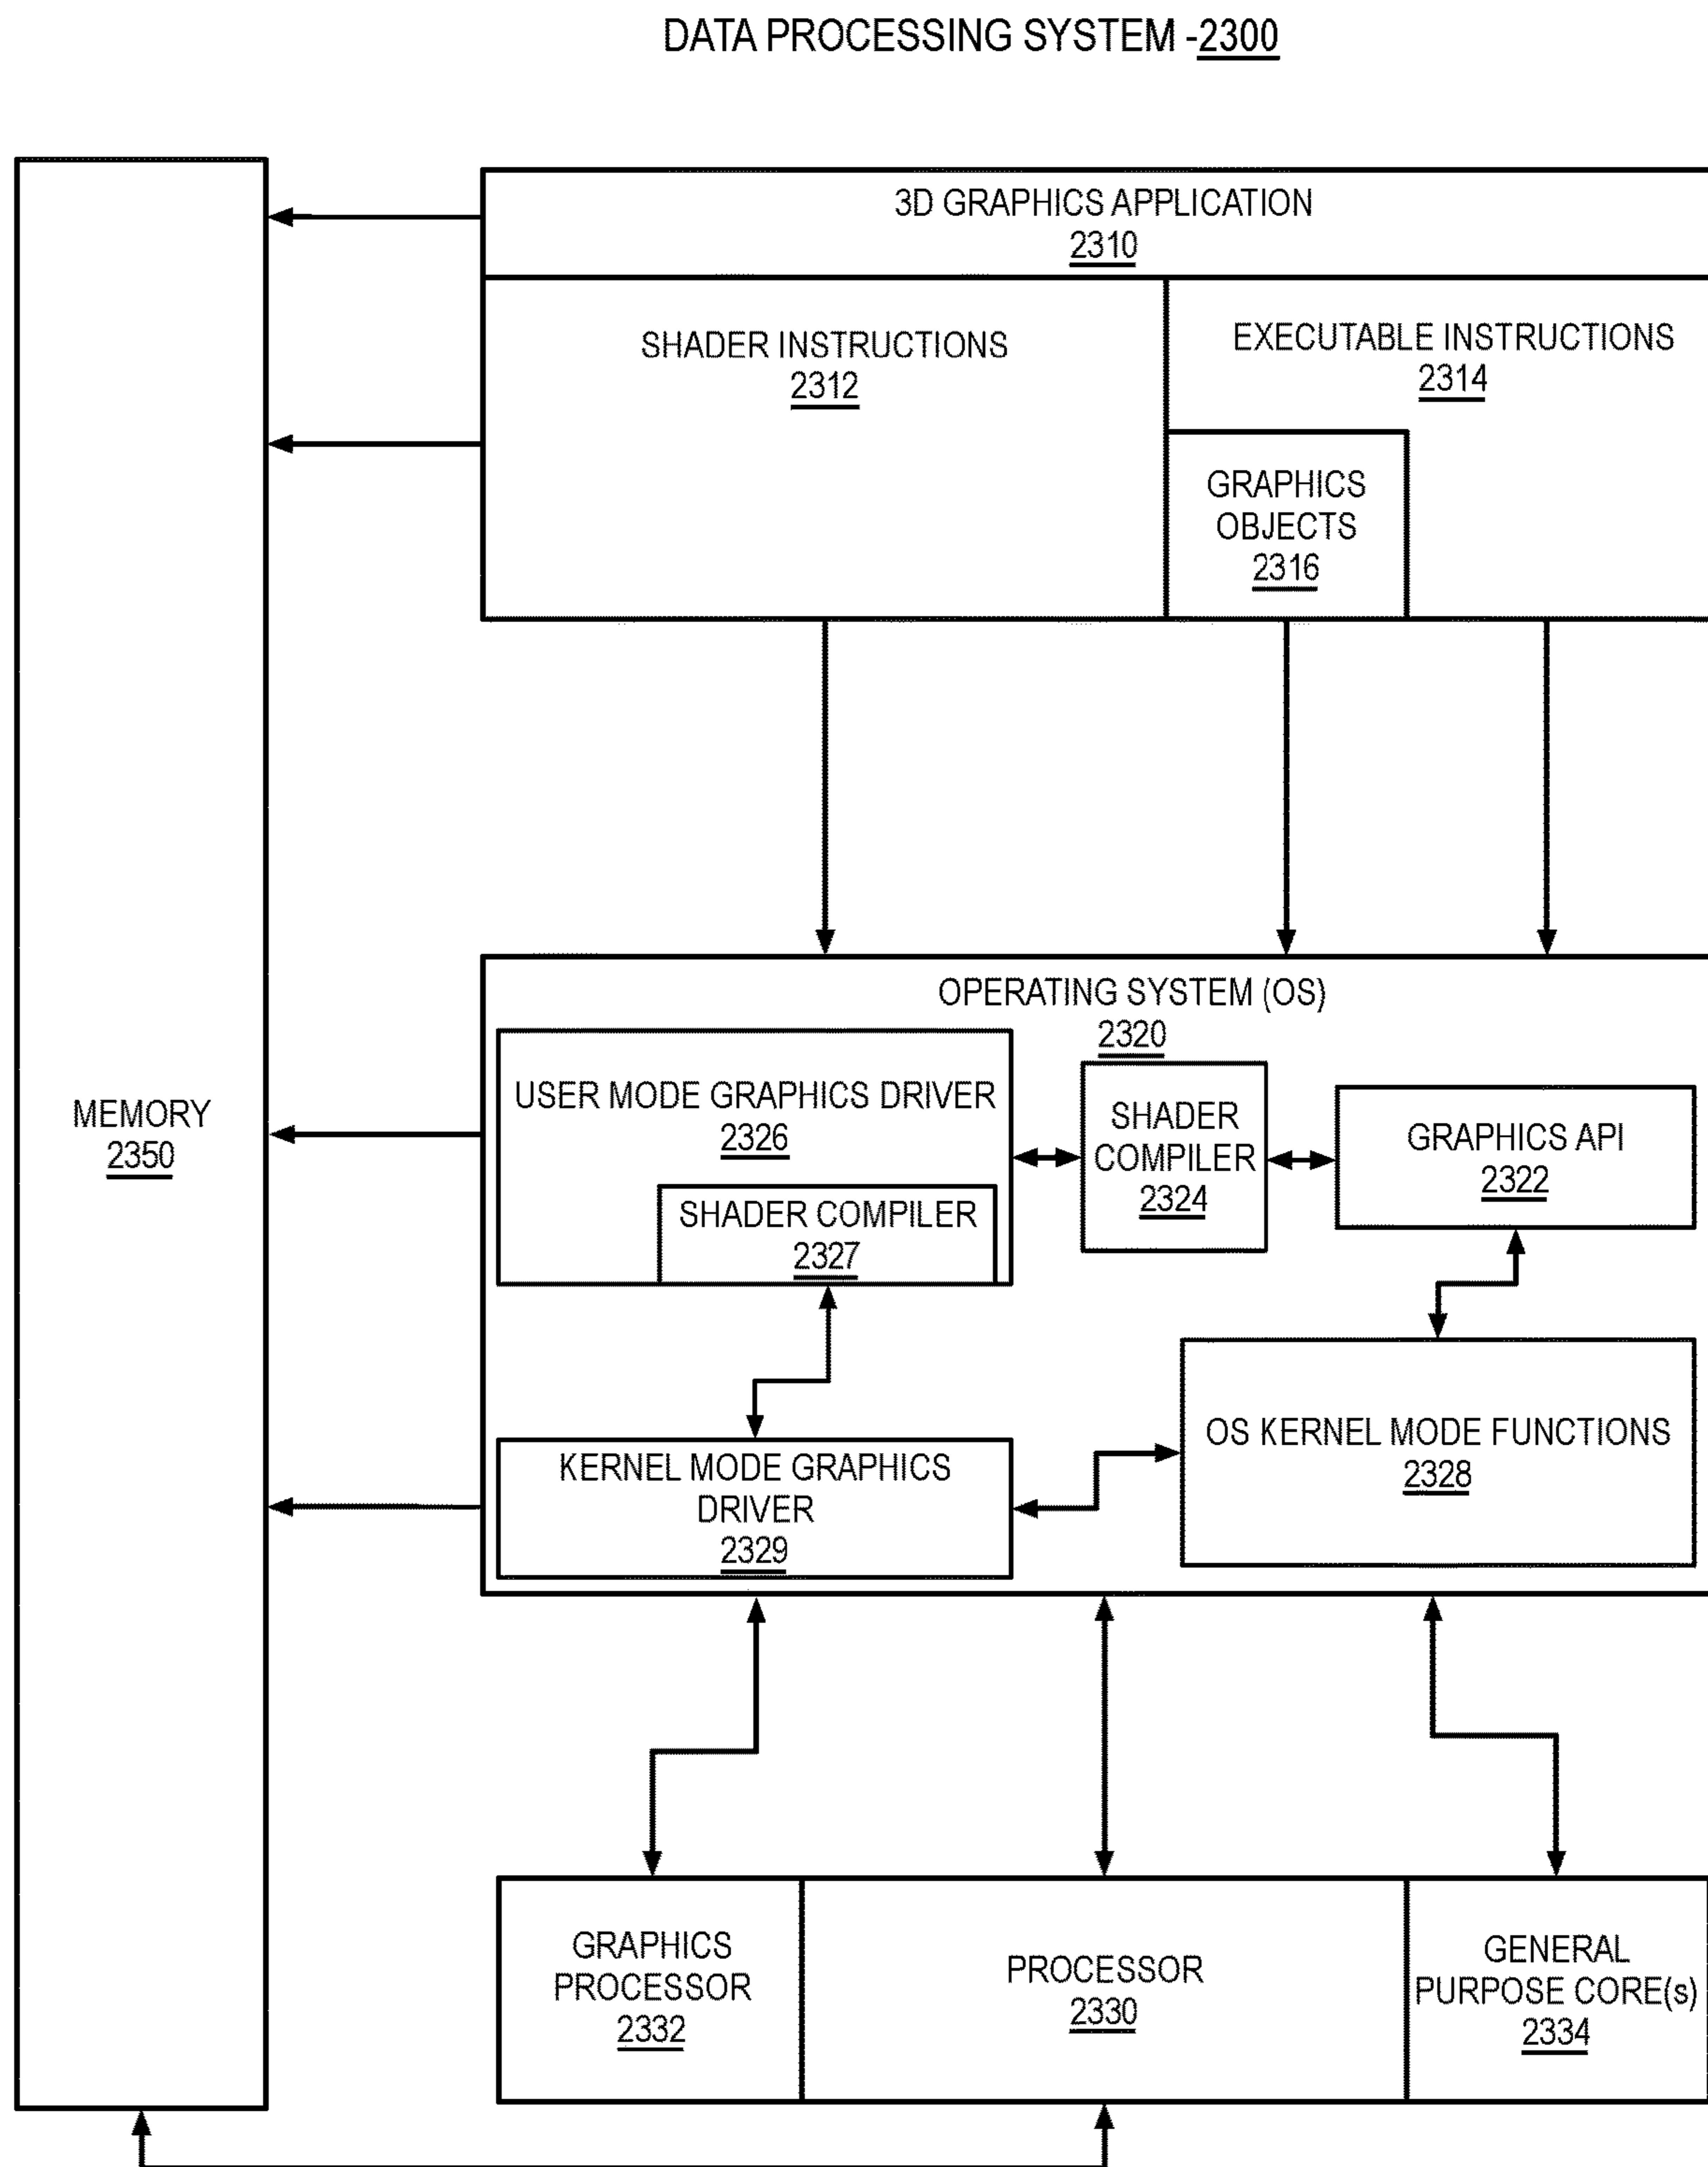 DATA PROCESSING SYSTEM -2300
3D GRAPHICS APPLICATION
2310
SHADER INSTRUCTIONS
2312
EXECUTABLE INSTRUCTIONS
2314
GRAPHICS
OBJECTS
2316
MEMORY
2350
OPERATING SYSTEM (OS)
2320
USER MODE GRAPHICS DRIVER
2326
SHADER COMPILER
2327
SHADER
COMPILER
2324
GRAPHICS API
2322
KERNEL MODE GRAPHICS
DRIVER
2329
OS KERNEL MODE FUNCTIONS
2328
GRAPHICS
PROCESSOR
2332
PROCESSOR
2330
GENERAL
PURPOSE CORE(s)
2334